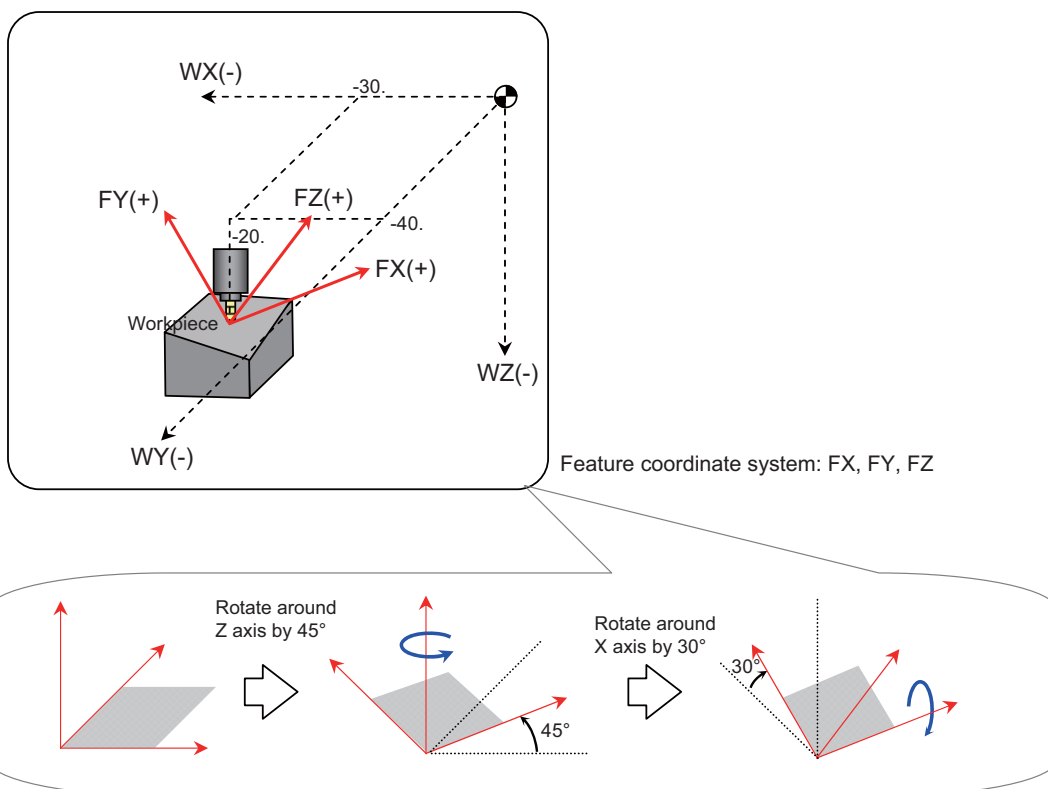 WX(-)
-30.
FY(+)
FZ(+)
-40.
-20.
FX(+)
Workpiece
WZ(-)
WY(-)
Feature coordinate system: FX, FY, FZ
Rotate around
Z axis by 45°
45°
Rotate around
X axis by 30°
30°